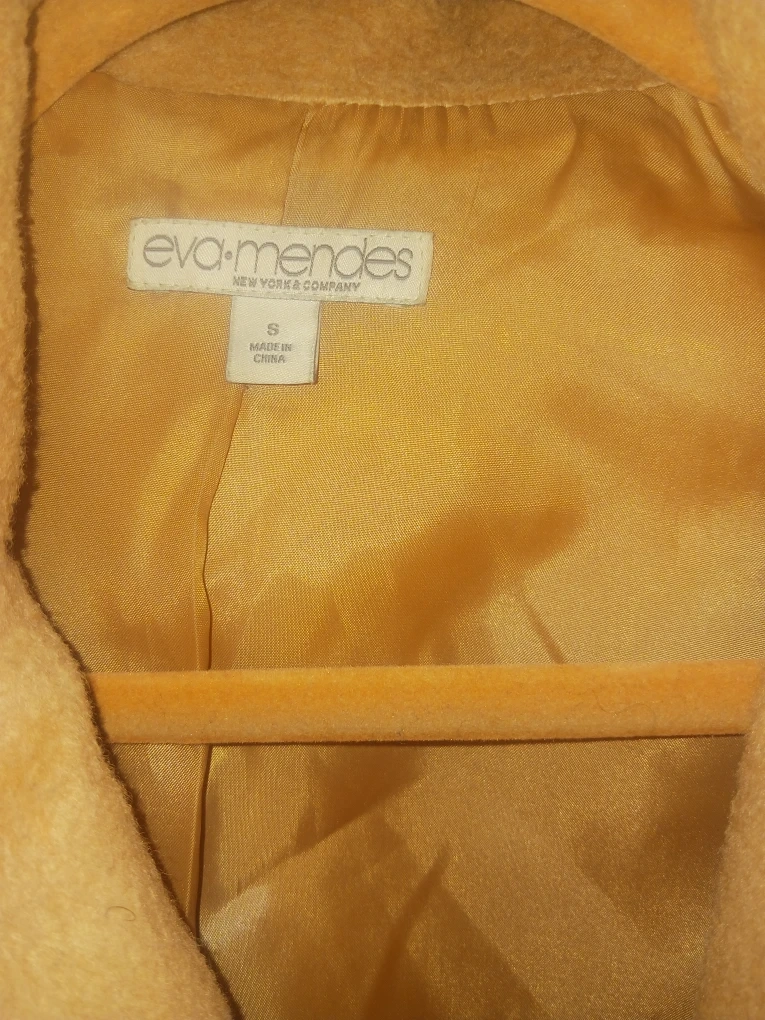 eva·mendes
NEW YORK & COMPANY
S
MADE IN
CHINA